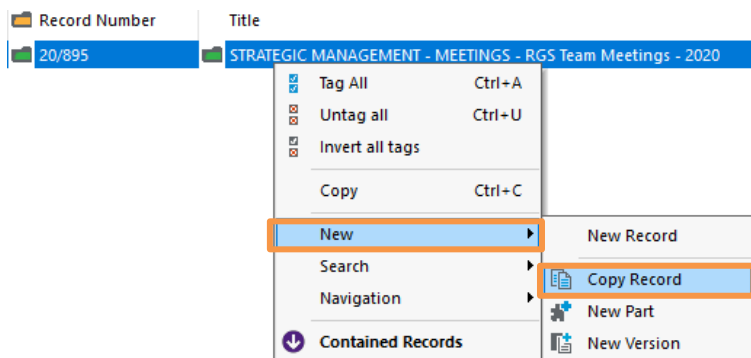 Record Number Title
20/895 STRATEGIC MANAGEMENT - MEETINGS - RGS Team Meetings - 2020
Tag All Ctrl+A
Untag all Ctrl+U
Invert all tags
Copy Ctrl+C
New New Record
Search
Copy Record
Navigation
New Part
Contained Records New Version